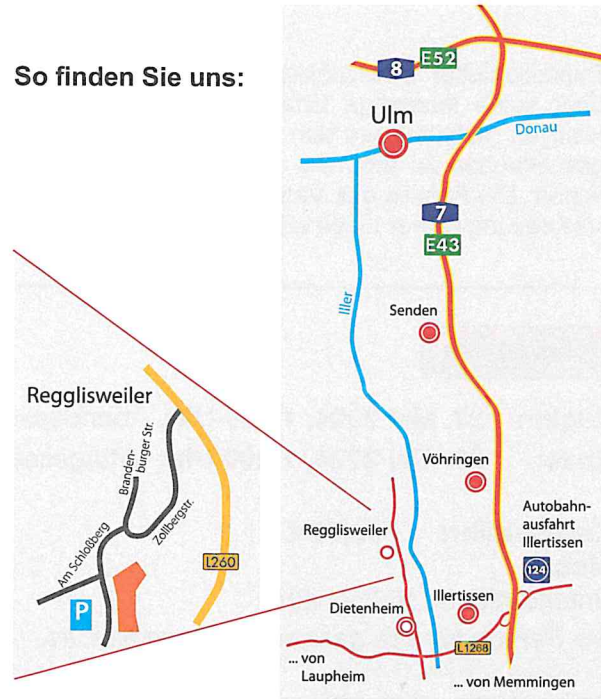 So finden Sie uns:
8
E52
Ulm
Donau
7
E43
Iller
Senden
Regglisweiler
Branden-
burger Str.
Zollbergstr.
Am Schloßberg
L260
P
Vöhringen
Regglisweiler
Autobahn-
ausfahrt
Illertissen
124
Dietenheim
Illertissen
L1268
... von
Laupheim
... von Memmingen